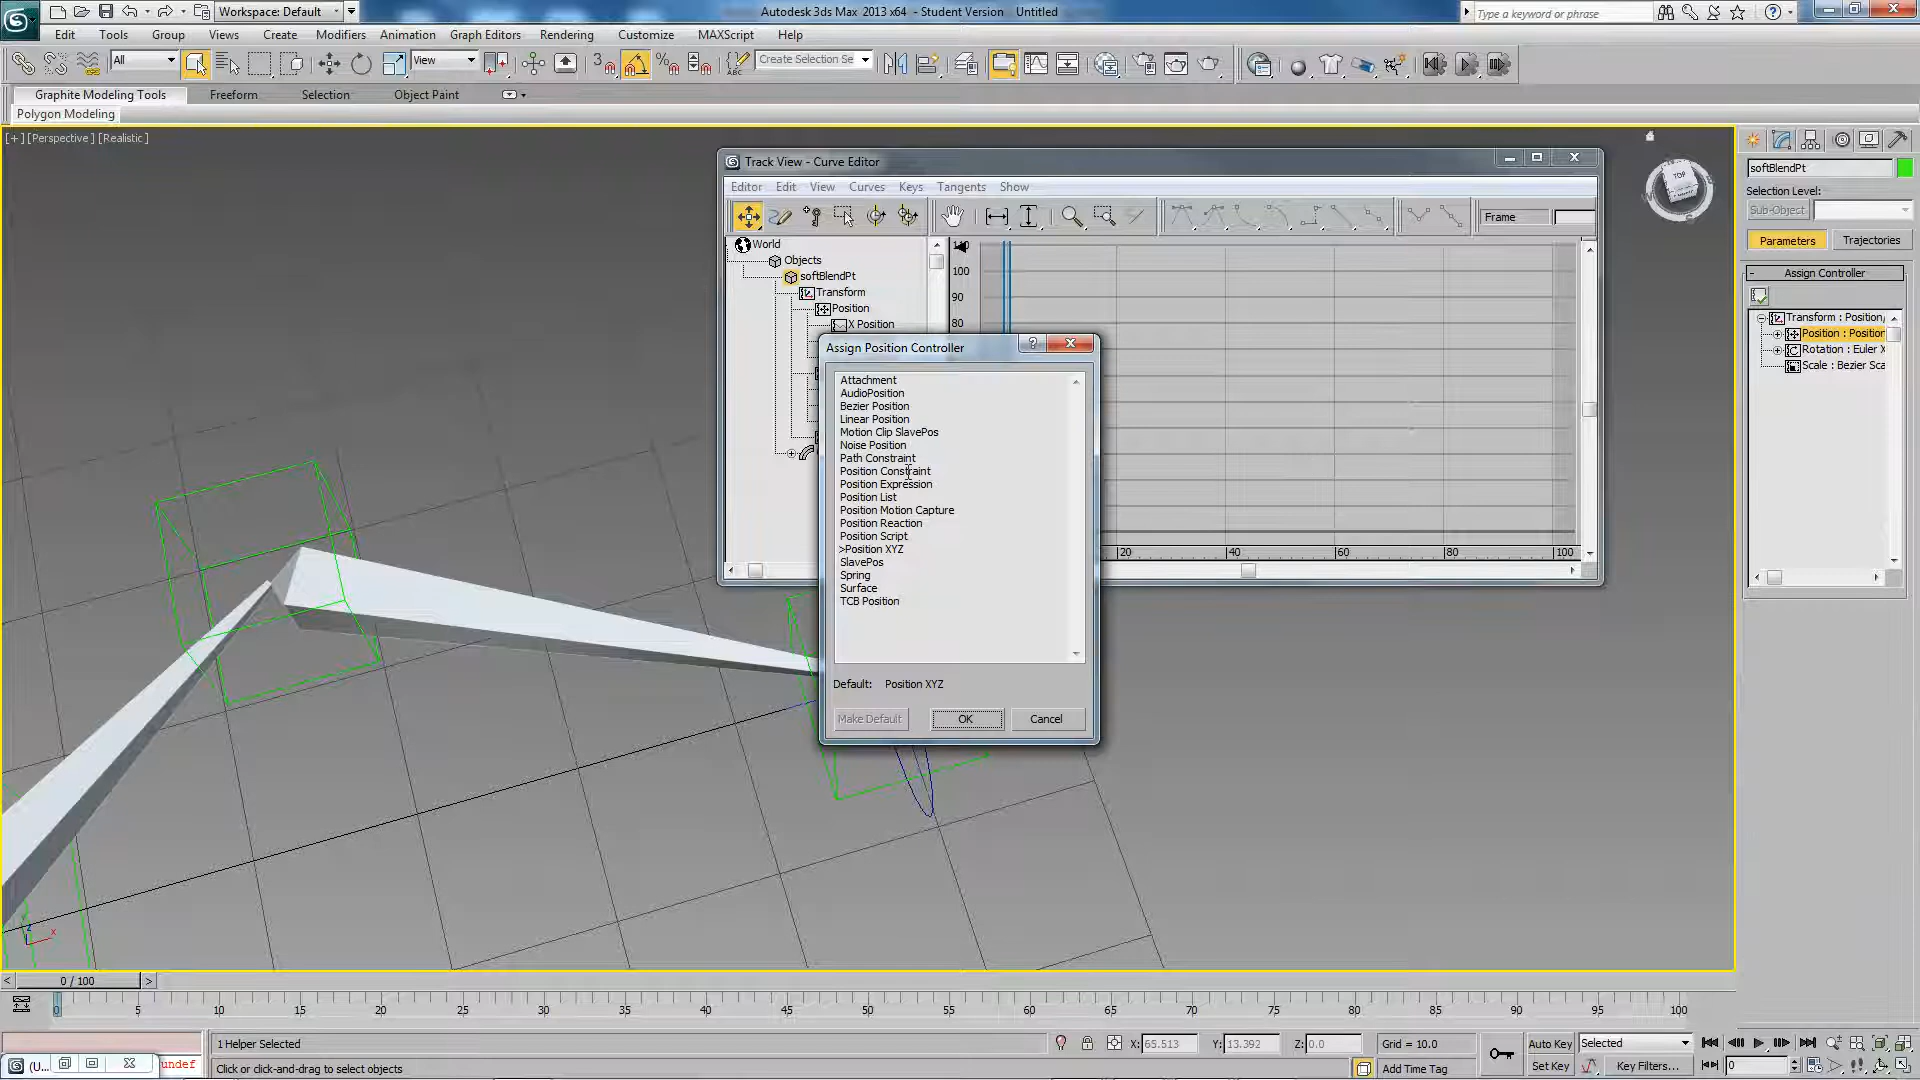 Workspace: Default
Autodesk 3ds Max 2013 x64 - Student Version Untitled
Type a keyword or phrase
Edit Tools Group Views Create Modifiers Animation Graph Editors Rendering Customize MAXScript Help
All
View
3
Create Selection Se
Graphite Modeling Tools Freeform Selection Object Paint
Polygon Modeling
[+] [Perspective] [Realistic]
TOP
Track View - Curve Editor
Editor Edit View Curves Keys Tangents Show
Frame
World
Objects
softBlendPt
Transform
Position
X Position
100
90
80
20 40 60 80 100
Assign Position Controller
Attachment
AudioPosition
Bezier Position
Linear Position
Motion Clip SlavePos
Noise Position
Path Constraint
Position Constraint
Position Expression
Position List
Position Motion Capture
Position Reaction
Position Script
>Position XYZ
SlavePos
Spring
Surface
TCB Position
Default: Position XYZ
Make Default OK Cancel
softBlendPt
Selection Level:
Sub-Object
Parameters Trajectories
- Assign Controller
Transform : Position/
Position : Position
Rotation : Euler X
Scale : Bezier Sca
x
0 / 100
0 5 10 15 20 25 30 35 40 45 50 55 60 65 70 75 80 85 90 95 100
1 Helper Selected
X: 65.513 Y: 13.392 Z: 0.0
Grid = 10.0
Auto Key Selected
(U... undef
Click or click-and-drag to select objects
Add Time Tag
Set Key Key Filters...
0